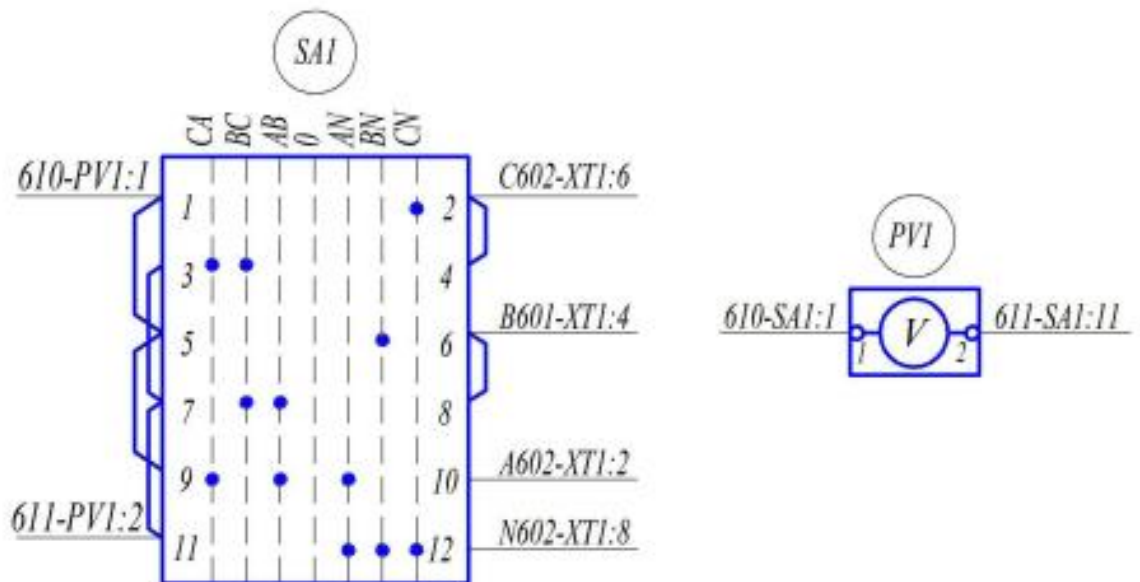 SA1
CA BC AB 0 AN BN CN
610-PV1:1
C602-XT1:6
1 2
PV1
3 4
B601-XT1:4
610-SA1:1
V
611-SA1:11
5 6
1 2
7 8
A602-XT1:2
9 10
611-PV1:2
N602-XT1:8
11 12